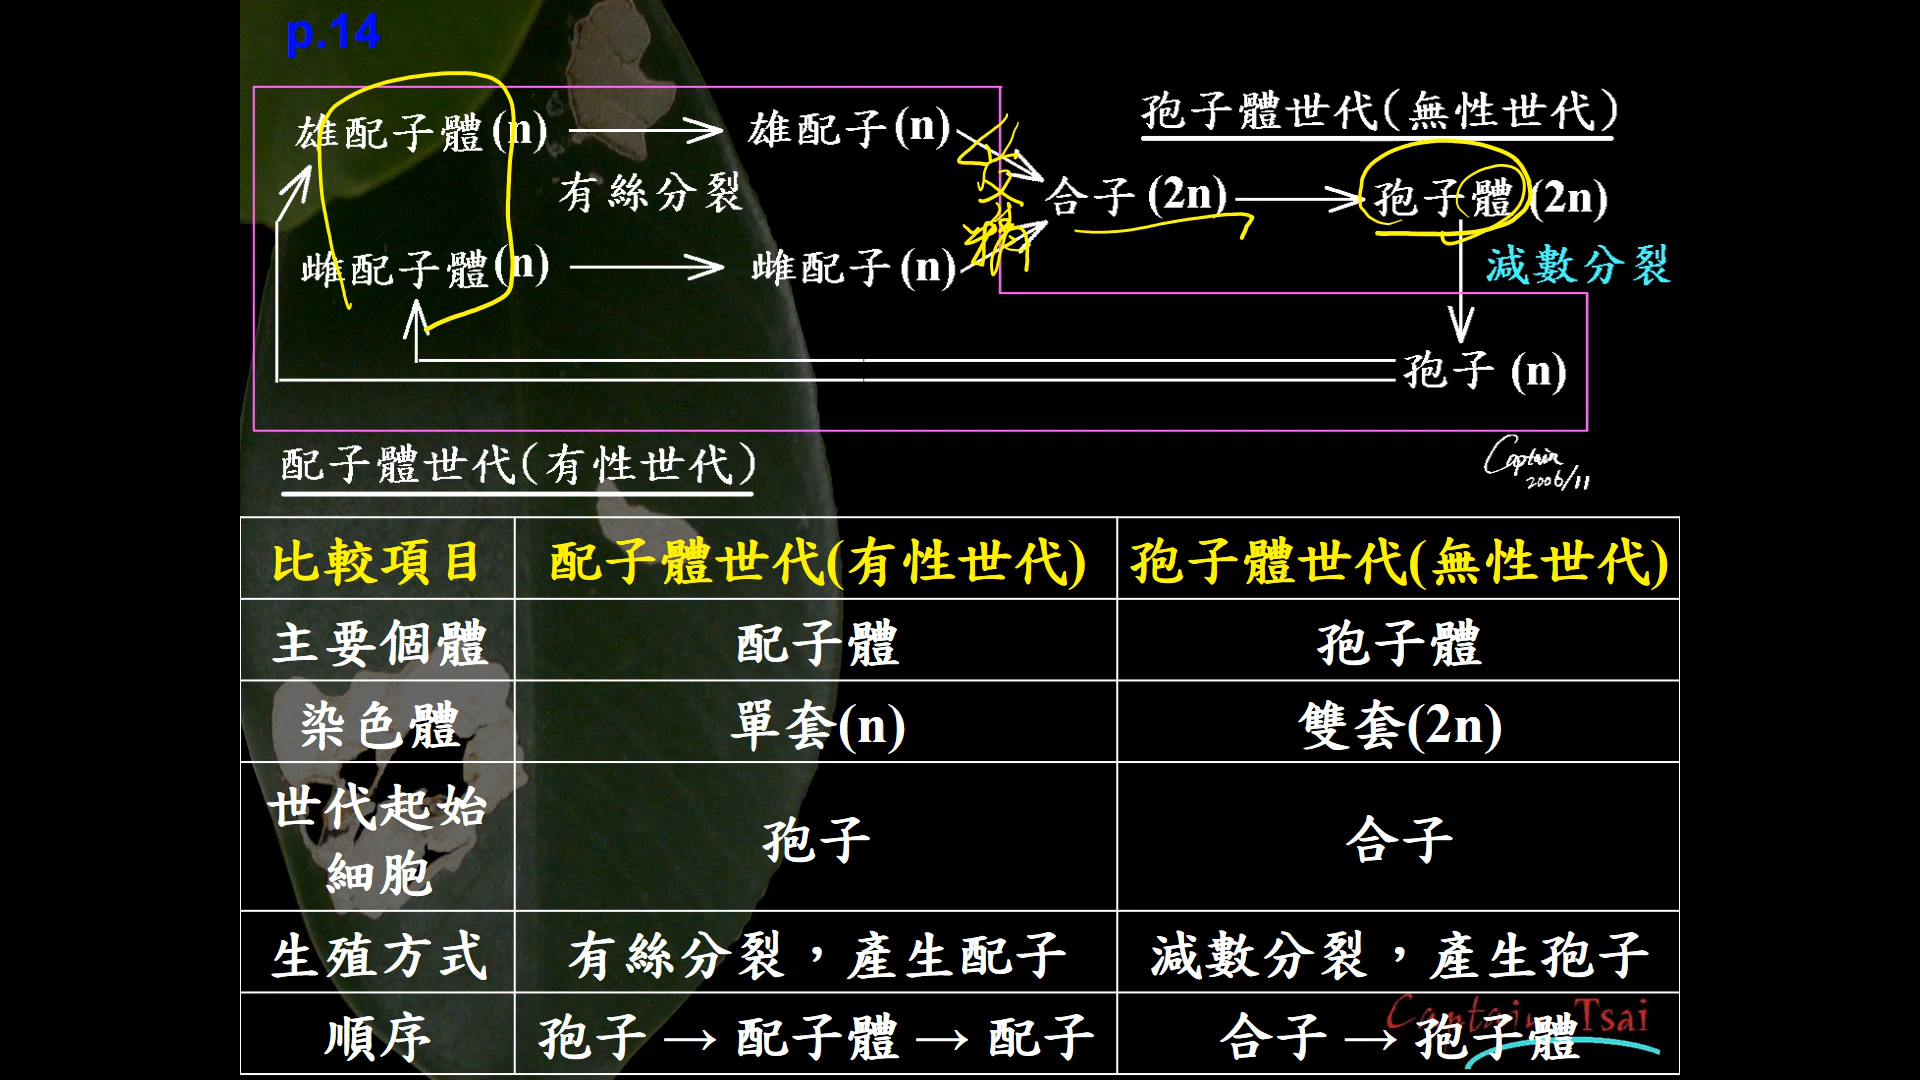 p.14
孢子體世代(無性世代)
雄配子體(n) 雄配子(n)
有絲分裂
合子(2n) 孢子體(2n)
雌配子體(n) 雌配子(n)
減數分裂
孢子(n)
配子體世代(有性世代)
Captain
2006/11
比較項目 配子體世代(有性世代) 孢子體世代(無性世代)
主要個體 配子體 孢子體
染色體 單套(n) 雙套(2n)
世代起始
細胞 孢子 合子
生殖方式 有絲分裂，產生配子 減數分裂，產生孢子
順序 孢子→配子體→配子 合子→孢子體
Captain Tsai